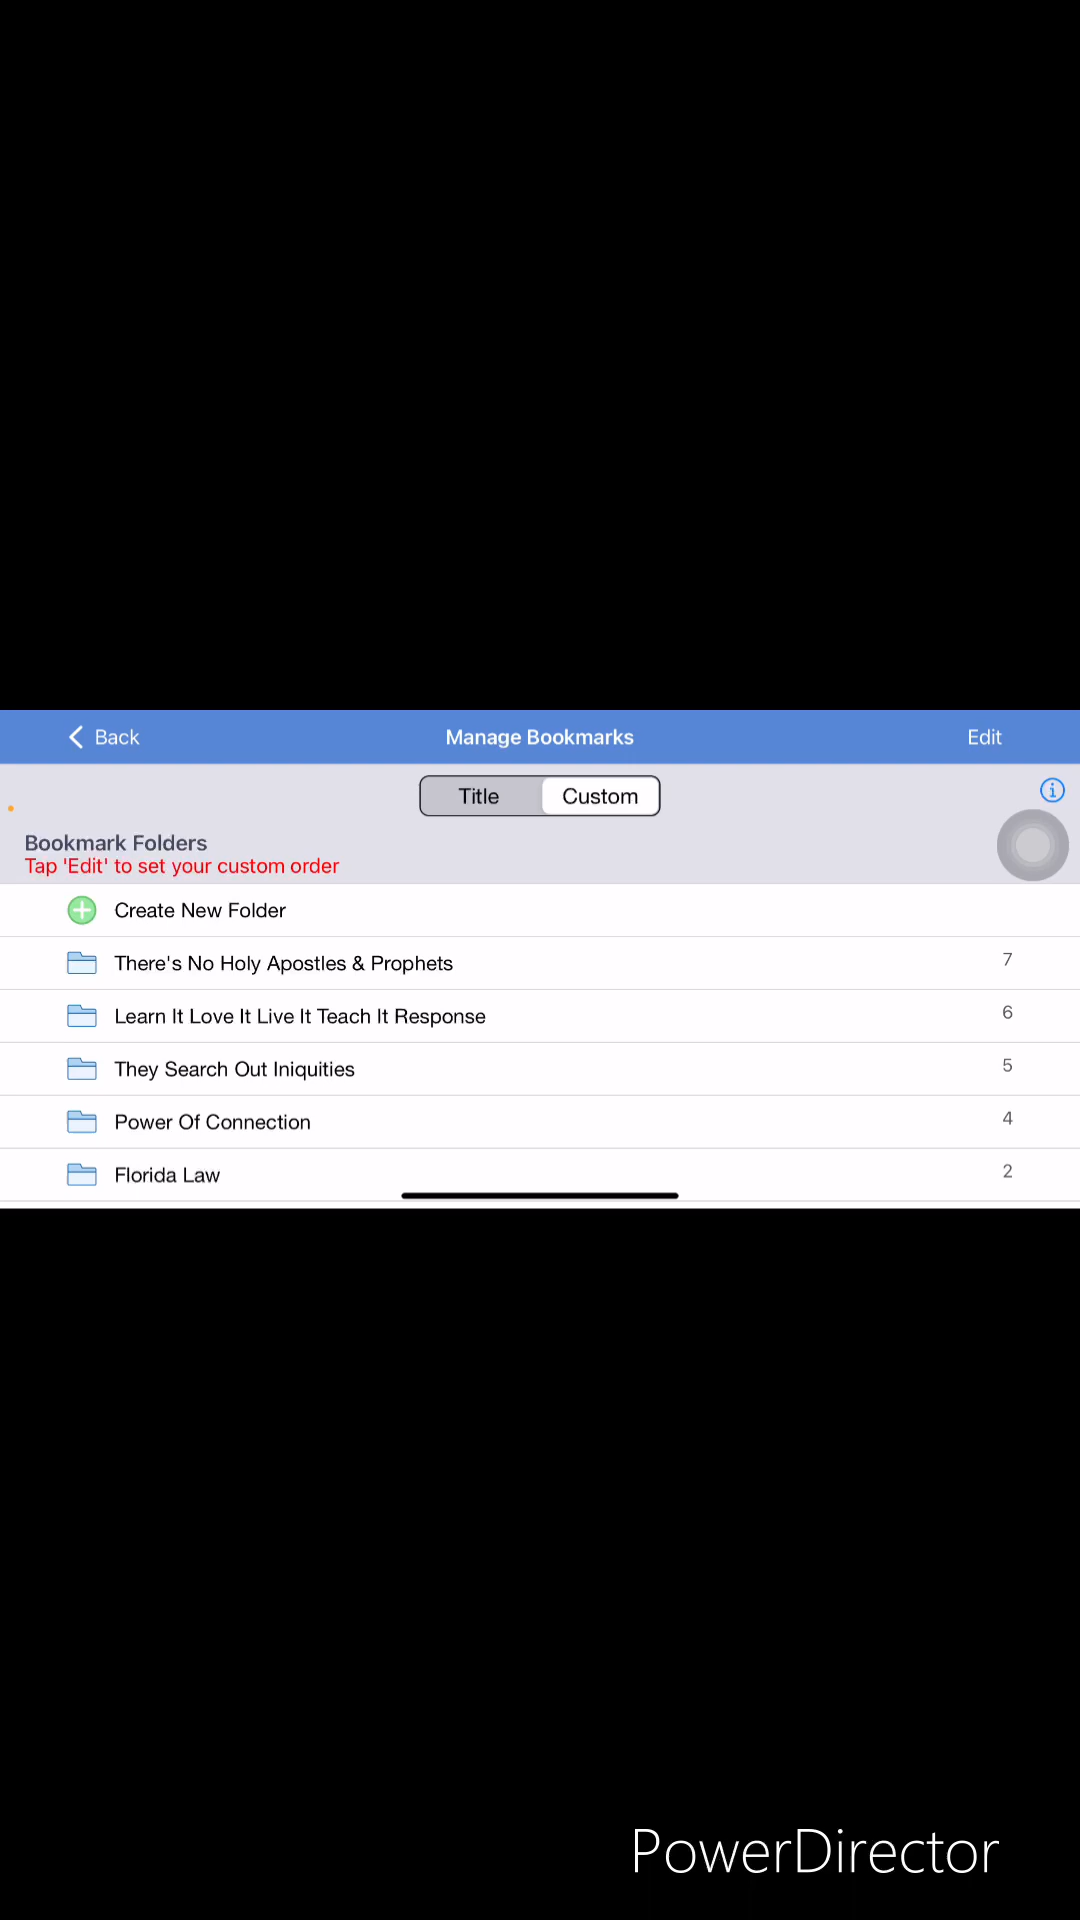 Back Manage Bookmarks Edit
Title Custom
Bookmark Folders
Tap 'Edit' to set your custom order
Create New Folder
There's No Holy Apostles & Prophets 7
Learn It Love It Live It Teach It Response 6
They Search Out Iniquities 5
Power Of Connection 4
Florida Law 2
PowerDirector